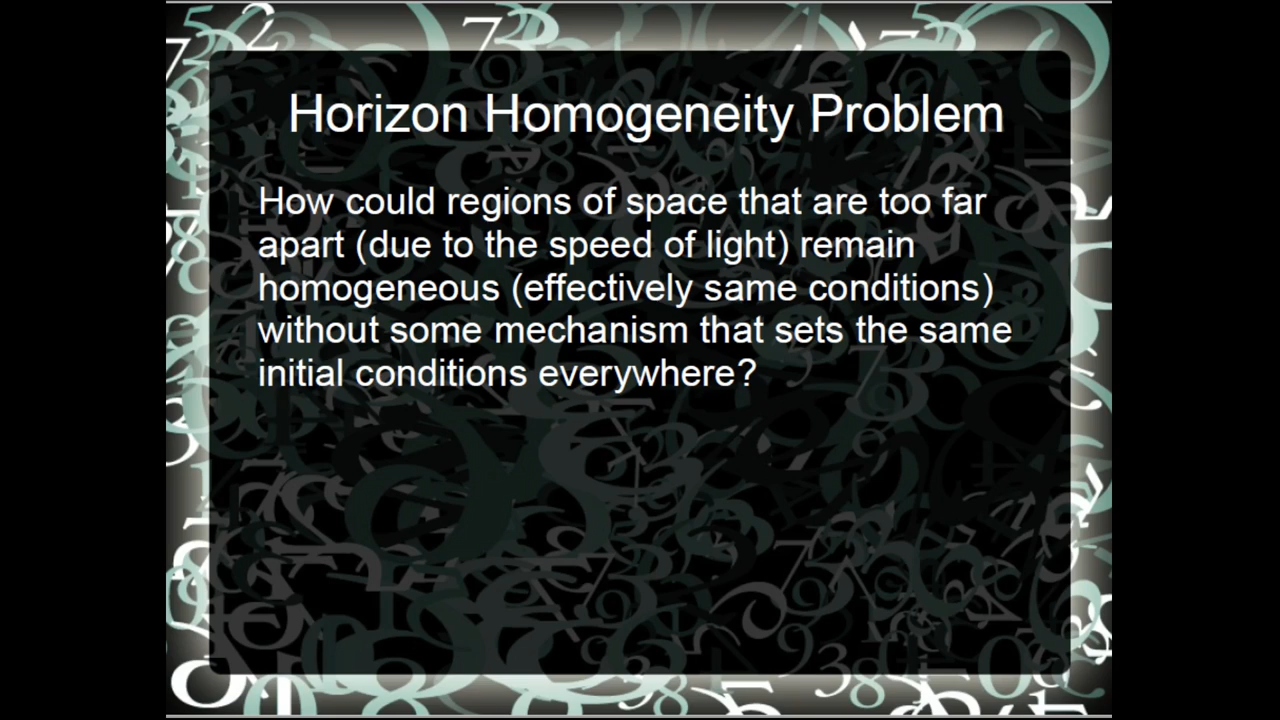 Horizon Homogeneity Problem
How could regions of space that are too far
apart (due to the speed of light) remain
homogeneous (effectively same conditions)
without some mechanism that sets the same
initial conditions everywhere?